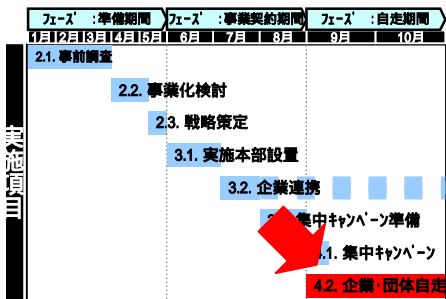 ﾌｪｰｽﾞ :準備期間 ﾌｪｰｽﾞ :事業契約期間 ﾌｪｰｽﾞ :自走期間
1月 2月 3月 4月 5月 6月 7月 8月 9月 10月
実施項目
2.1. 事前調査
2.2. 事業化検討
2.3. 戦略策定
3.1. 実施本部設置
3.2. 企業連携
集中ｷｬﾝﾍﾟｰﾝ準備
.1. 集中ｷｬﾝﾍﾟｰﾝ
4.2. 企業･団体自走